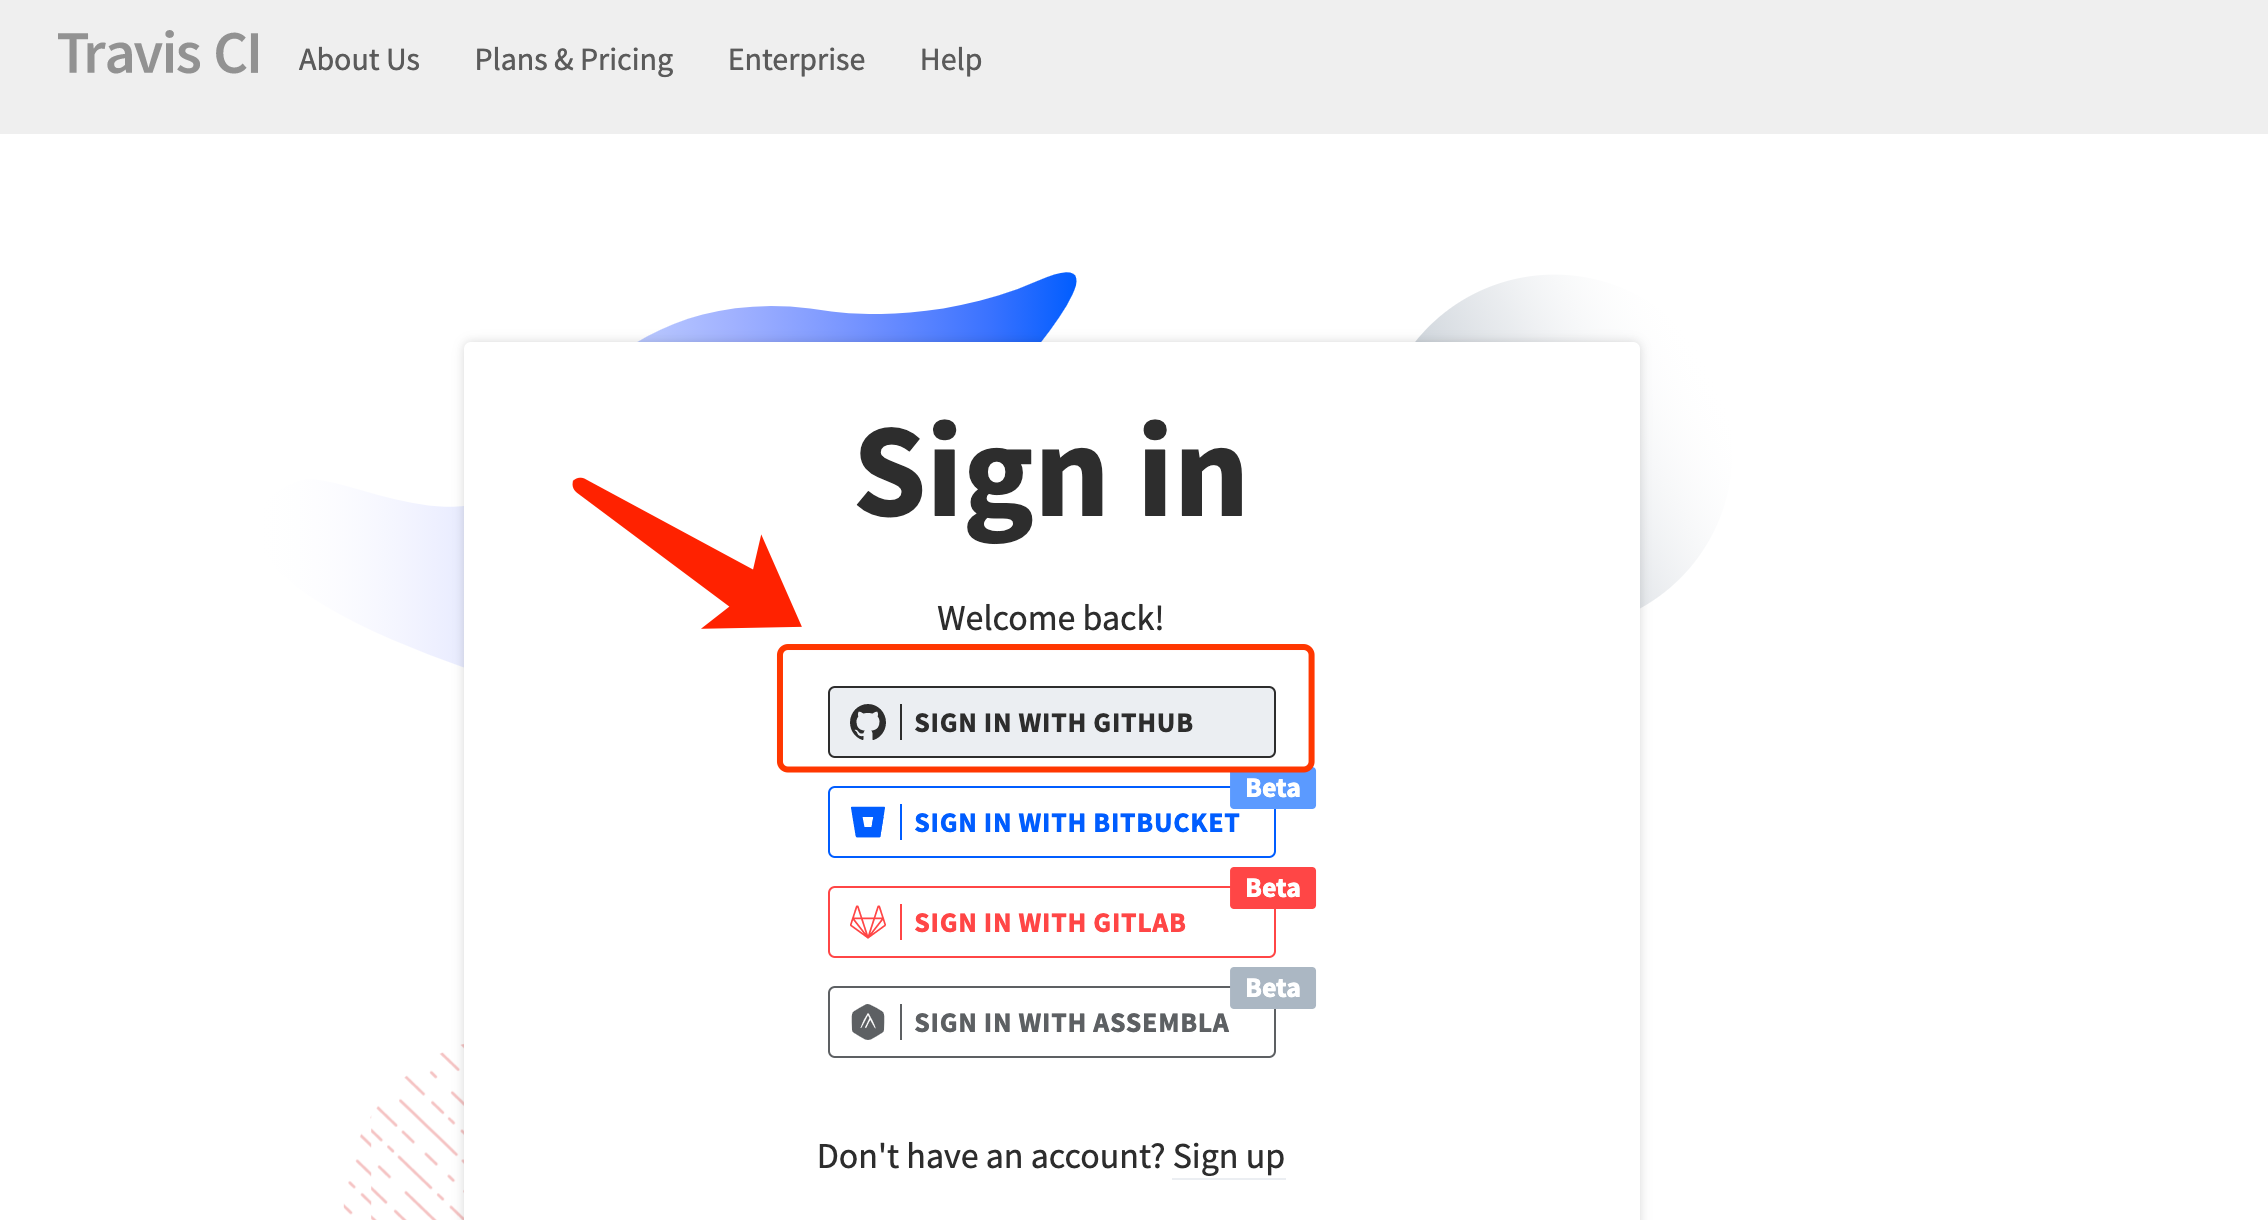 Travis CI
About Us
Plans & Pricing
Enterprise
Help
Sign in
Welcome back!
SIGN IN WITH GITHUB
Beta
SIGN IN WITH BITBUCKET
Beta
SIGN IN WITH GITLAB
Beta
SIGN IN WITH ASSEMBLA
Don't have an account? Sign up